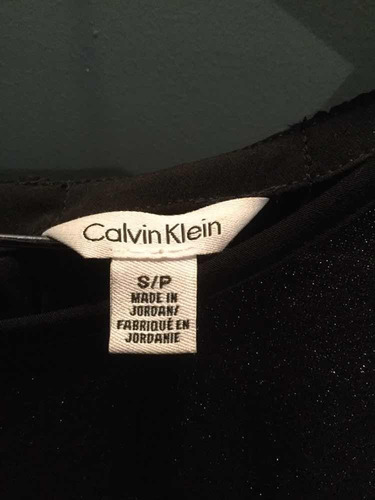 Calvin Klein
S/P
MADE IN
JORDAN/
FABRIQUÉ EN
JORDANIE